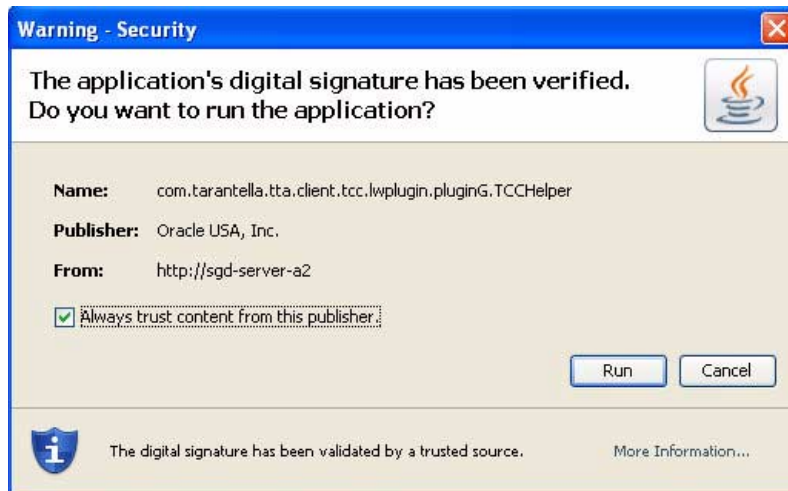 Warning - Security
The application's digital signature has been verified.
Do you want to run the application?
Name: com.tarantella.tta.client.tcc.lwplugin.pluginG.TCCHelper
Publisher: Oracle USA, Inc.
From: http://sgd-server-a2
Always trust content from this publisher.
Run Cancel
The digital signature has been validated by a trusted source. More Information...